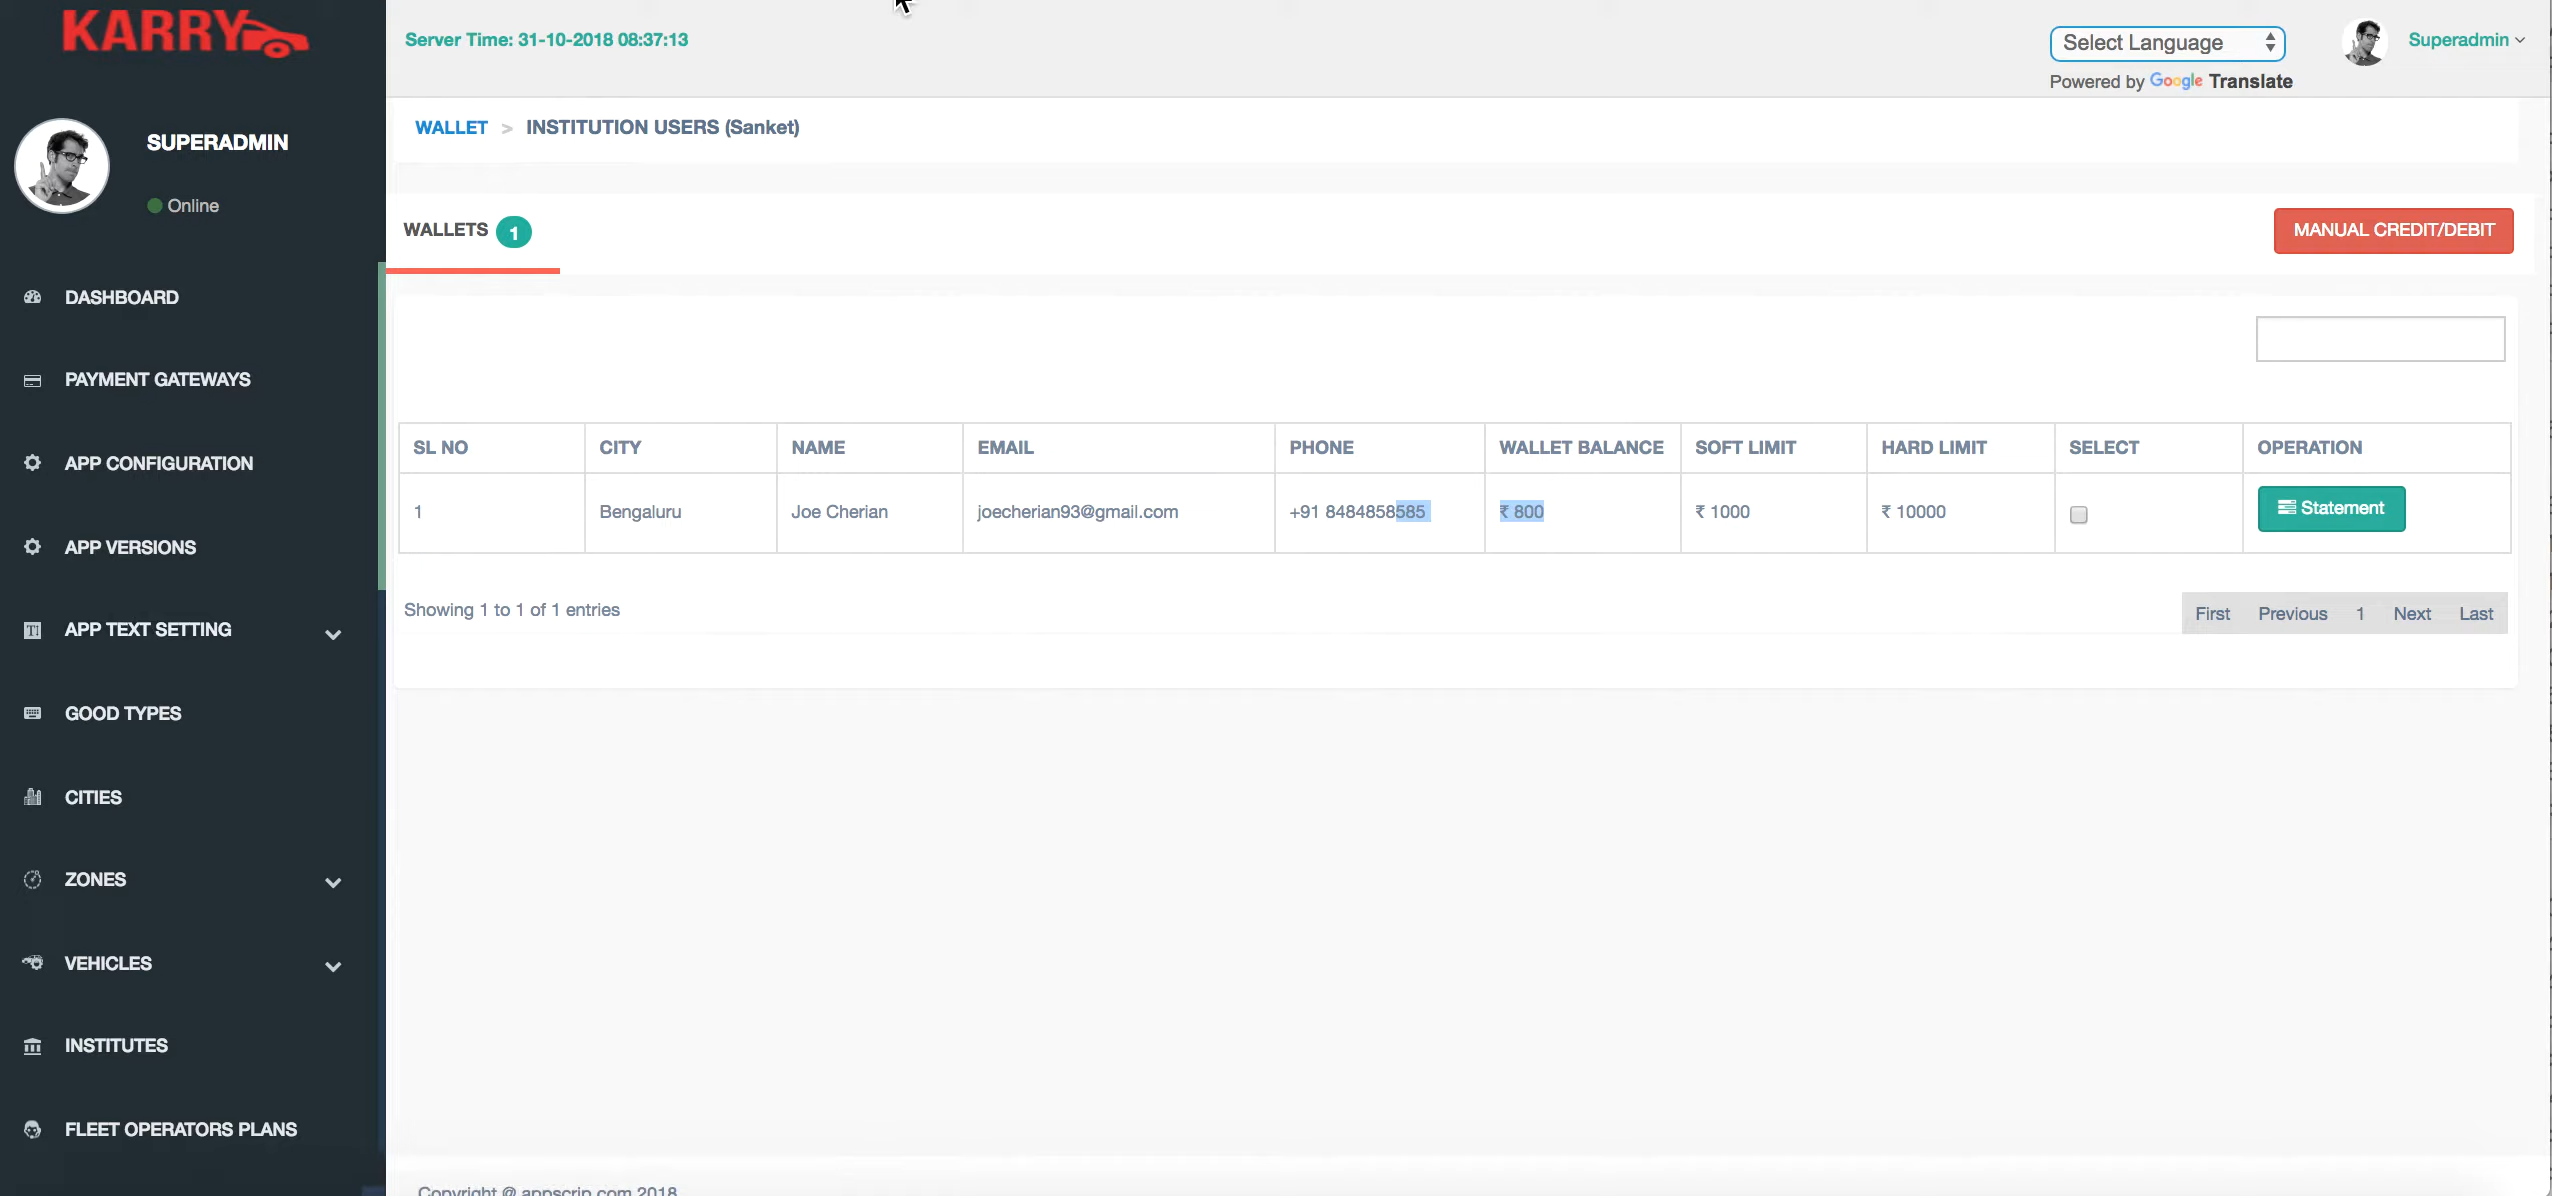 KARRY
Server Time: 31-10-2018 08:37:13
Select Language
Superadmin
Powered by Google Translate
SUPERADMIN
Online
WALLET > INSTITUTION USERS (Sanket)
WALLETS 1
MANUAL CREDIT/DEBIT
DASHBOARD
PAYMENT GATEWAYS
APP CONFIGURATION
APP VERSIONS
APP TEXT SETTING
GOOD TYPES
CITIES
ZONES
VEHICLES
INSTITUTES
FLEET OPERATORS PLANS
SL NO CITY NAME EMAIL PHONE WALLET BALANCE SOFT LIMIT HARD LIMIT SELECT OPERATION
1 Bengaluru Joe Cherian joecherian93@gmail.com +91 8484858585 ₹ 800 ₹ 1000 ₹ 10000 Statement
Showing 1 to 1 of 1 entries
First Previous 1 Next Last
Copyright @ appscrip.com 2018